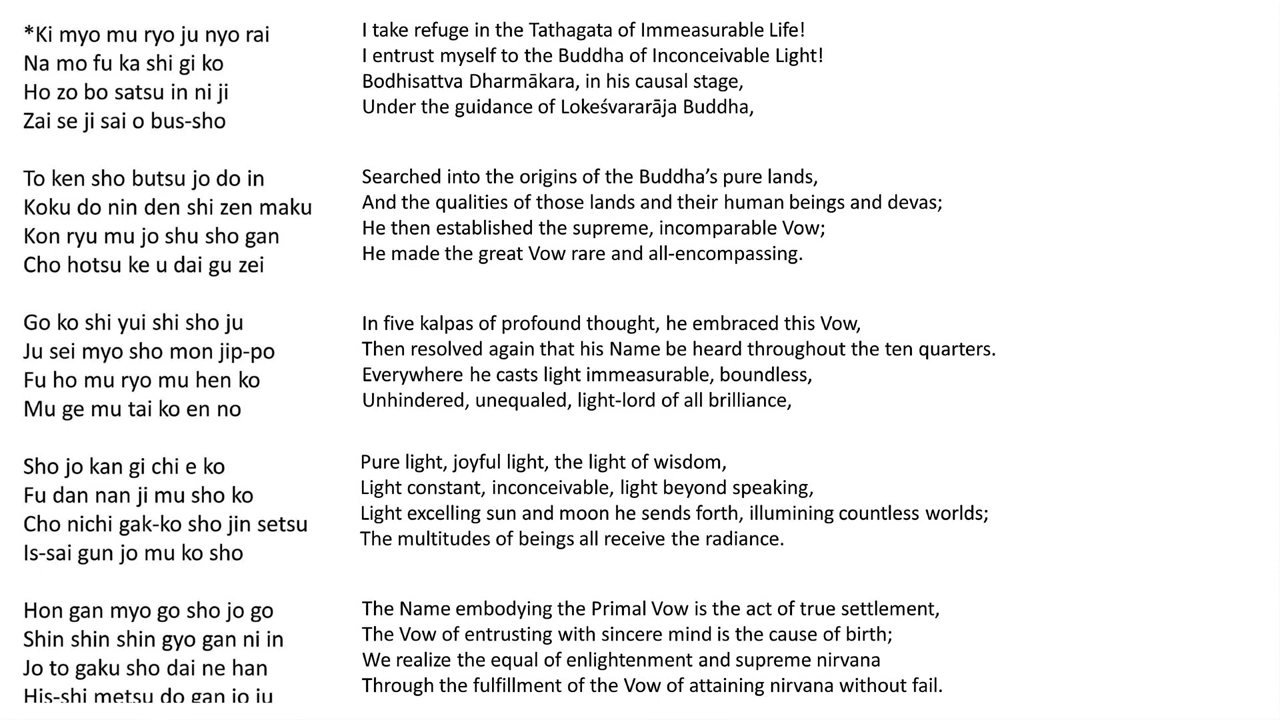 *Ki myo mu ryo ju nyo rai
Na mo fu ka shi gi ko
Ho zo bo satsu in ni ji
Zai se ji sai o bus-sho
To ken sho butsu jo do in
Koku do nin den shi zen maku
Kon ryu mu jo shu sho gan
Cho hotsu ke u dai gu zei
Go ko shi yui shi sho ju
Ju sei myo sho mon jip-po
Fu ho mu ryo mu hen ko
Mu ge mu tai ko en no
Sho jo kan gi chi e ko
Fu dan nan ji mu sho ko
Cho nichi gak-ko sho jin setsu
Is-sai gun jo mu ko sho
Hon gan myo go sho jo go
Shin shin shin gyo gan ni in
Jo to gaku sho dai ne han
His-shi metsu do gan jo ju
I take refuge in the Tathagata of Immeasurable Life!
I entrust myself to the Buddha of Inconceivable Light!
Bodhisattva Dharmākara, in his causal stage,
Under the guidance of Lokeśvararāja Buddha,
Searched into the origins of the Buddha’s pure lands,
And the qualities of those lands and their human beings and devas;
He then established the supreme, incomparable Vow;
He made the great Vow rare and all-encompassing.
In five kalpas of profound thought, he embraced this Vow,
Then resolved again that his Name be heard throughout the ten quarters.
Everywhere he casts light immeasurable, boundless,
Unhindered, unequaled, light-lord of all brilliance,
Pure light, joyful light, the light of wisdom,
Light constant, inconceivable, light beyond speaking,
Light excelling sun and moon he sends forth, illumining countless worlds;
The multitudes of beings all receive the radiance.
The Name embodying the Primal Vow is the act of true settlement,
The Vow of entrusting with sincere mind is the cause of birth;
We realize the equal of enlightenment and supreme nirvana
Through the fulfillment of the Vow of attaining nirvana without fail.